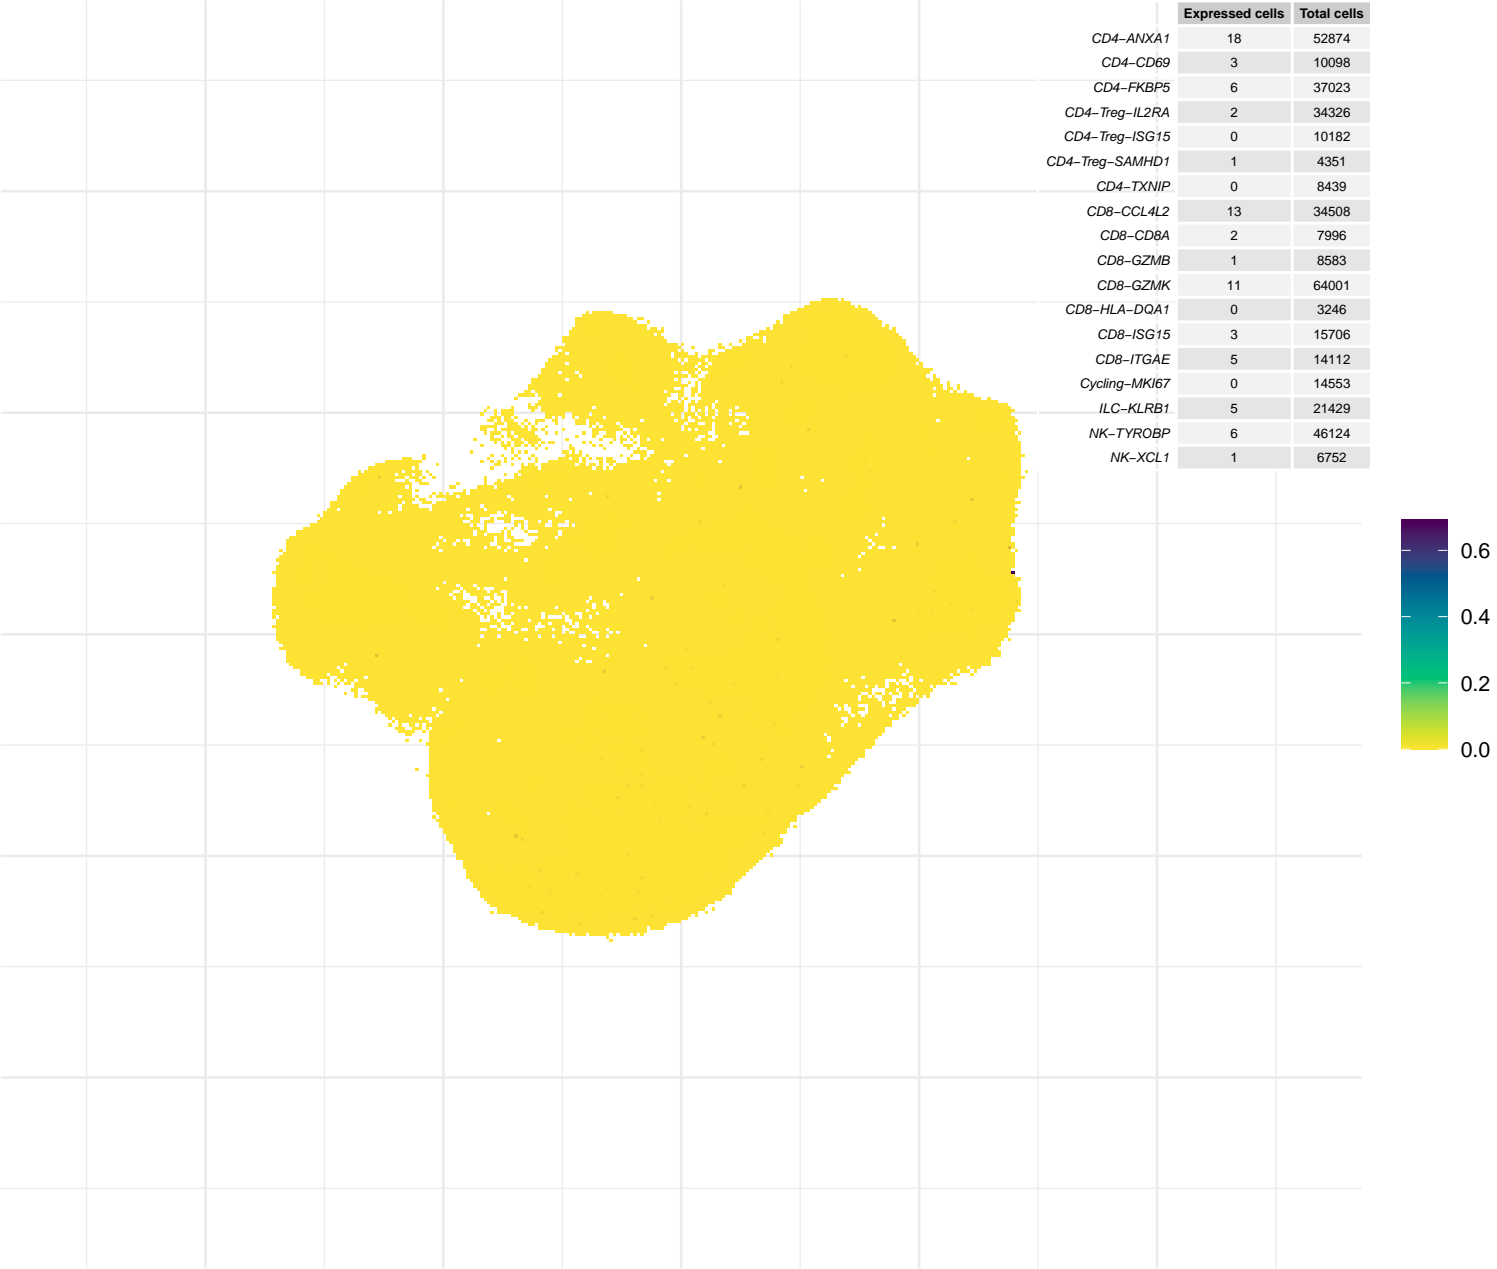 Expressed cells Total cells
CD4−ANXA1 18 52874
CD4−CD69 3 10098
CD4−FKBP5 6 37023
CD4−Treg−IL2RA 2 34326
CD4−Treg−ISG15 0 10182
CD4−Treg−SAMHD1 1 4351
CD4−TXNIP 0 8439
CD8−CCL4L2 13 34508
CD8−CD8A 2 7996
CD8−GZMB 1 8583
CD8−GZMK 11 64001
CD8−HLA−DQA1 0 3246
CD8−ISG15 3 15706
CD8−ITGAE 5 14112
Cycling−MKI67 0 14553
ILC−KLRB1 5 21429
NK−TYROBP 6 46124
NK−XCL1 1 6752
0.6
0.4
0.2
0.0